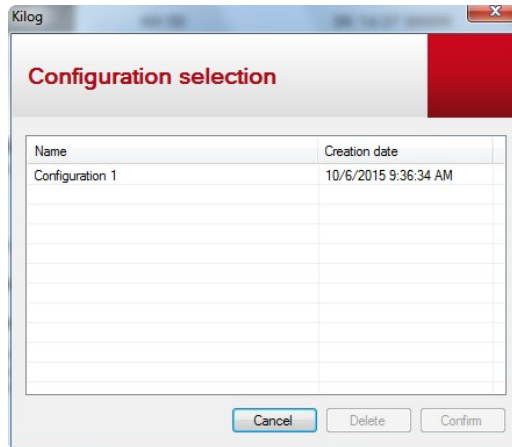 Kilog
Configuration selection
Name Creation date
Configuration 1 10/6/2015 9:36:34 AM
Cancel Delete Confirm